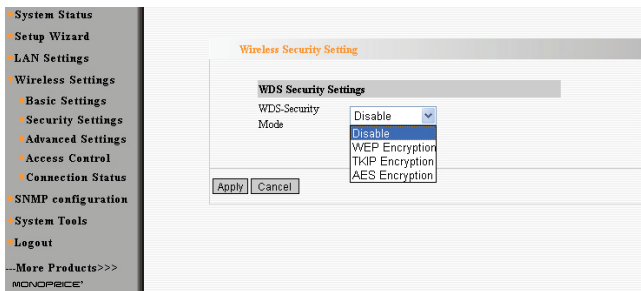 System Status
Setup Wizard
LAN Settings
Wireless Settings
Basic Settings
Security Settings
Advanced Settings
Access Control
Connection Status
SNMP configuration
System Tools
Logout
---More Products>>>
MONOPRICE
Wireless Security Setting
WDS Security Settings
WDS-Security
Mode
Disable
Disable
WEP Encryption
TKIP Encryption
AES Encryption
Apply
Cancel